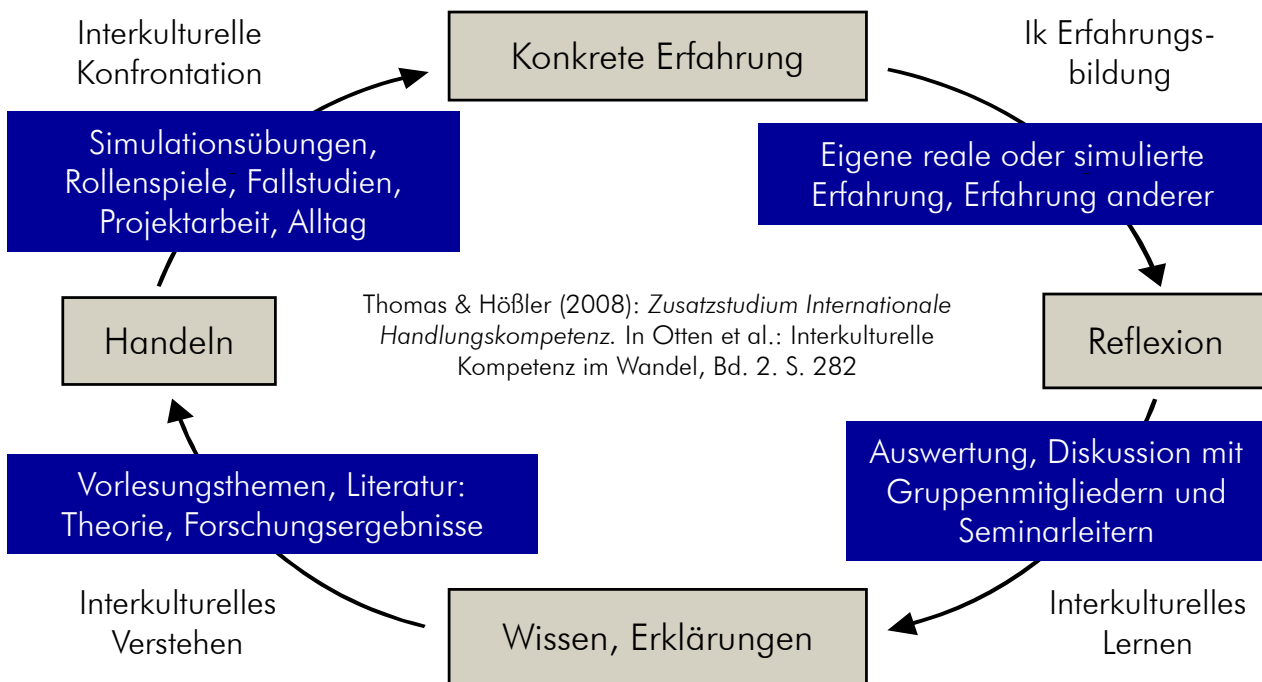 Interkulturelle
Konfrontation
Konkrete Erfahrung
Ik Erfahrungs-
bildung
Simulationsübungen,
Rollenspiele, Fallstudien,
Projektarbeit, Alltag
Eigene reale oder simulierte
Erfahrung, Erfahrung anderer
Handeln
Thomas & Hößler (2008): Zusatzstudium Internationale
Handlungskompetenz. In Otten et al.: Interkulturelle
Kompetenz im Wandel, Bd. 2. S. 282
Reflexion
Vorlesungsthemen, Literatur:
Theorie, Forschungsergebnisse
Auswertung, Diskussion mit
Gruppenmitgliedern und
Seminarleitern
Interkulturelles
Verstehen
Wissen, Erklärungen
Interkulturelles
Lernen